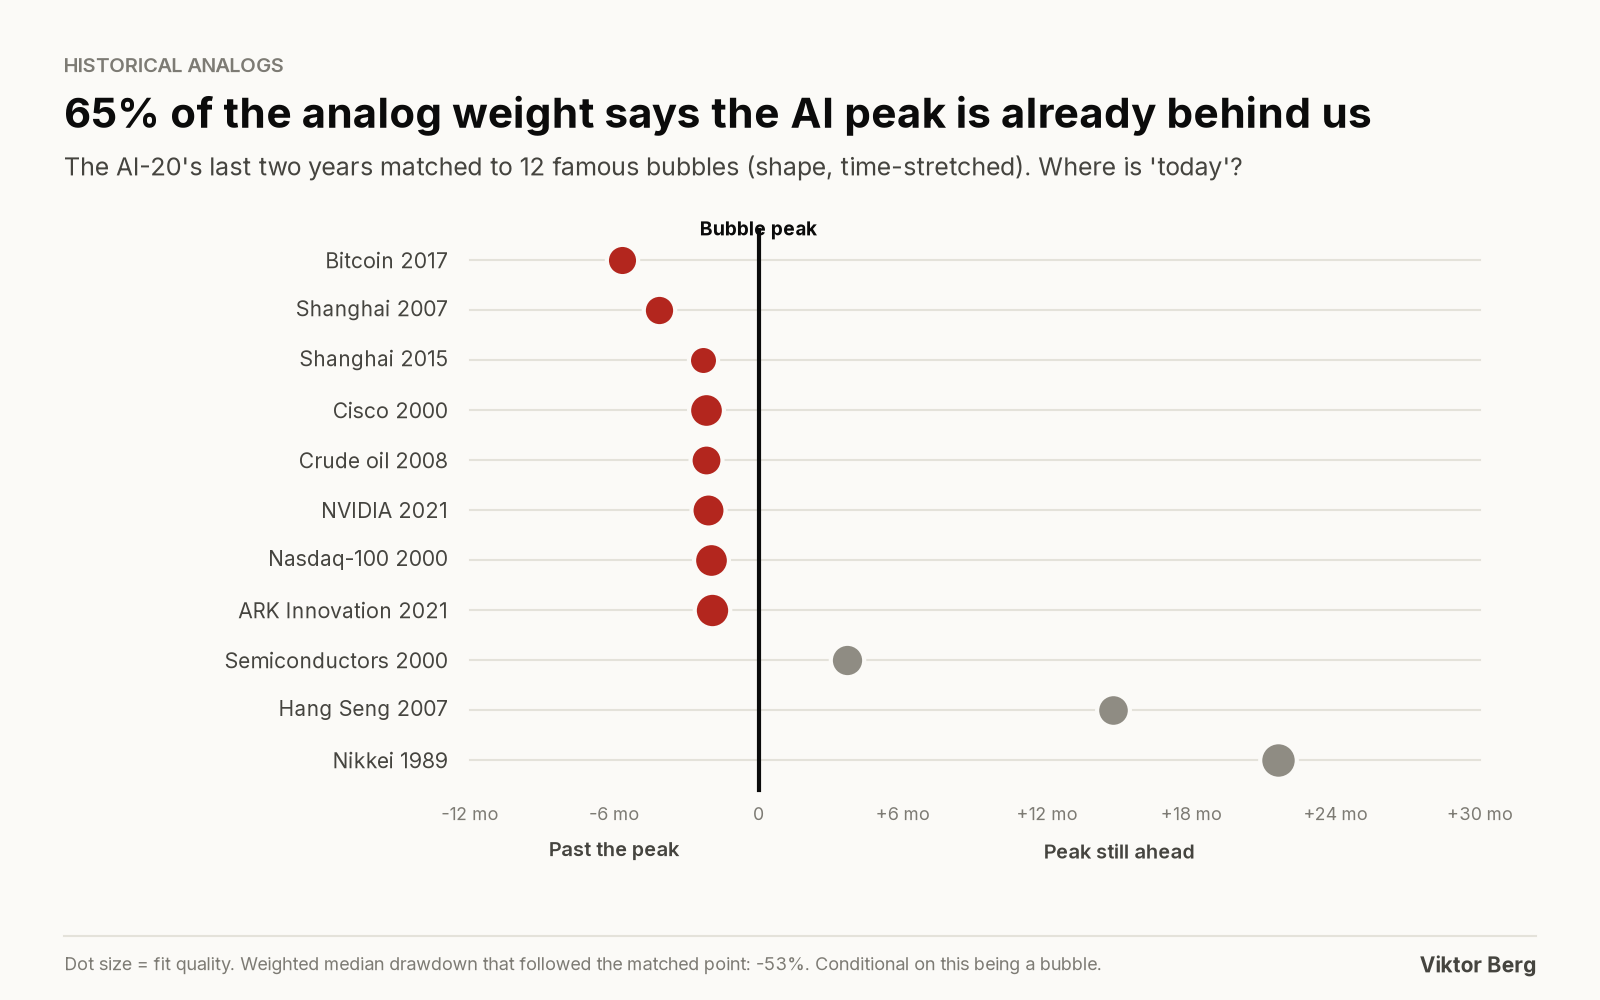 HISTORICAL ANALOGS
65% of the analog weight says the AI peak is already behind us
The AI-20's last two years matched to 12 famous bubbles (shape, time-stretched). Where is 'today'?
Bubble peak
Bitcoin 2017
Shanghai 2007
Shanghai 2015
Cisco 2000
Crude oil 2008
NVIDIA 2021
Nasdaq-100 2000
ARK Innovation 2021
Semiconductors 2000
Hang Seng 2007
Nikkei 1989
-12 mo -6 mo 0 +6 mo +12 mo +18 mo +24 mo +30 mo
Past the peak Peak still ahead
Dot size = fit quality. Weighted median drawdown that followed the matched point: -53%. Conditional on this being a bubble. Viktor Berg